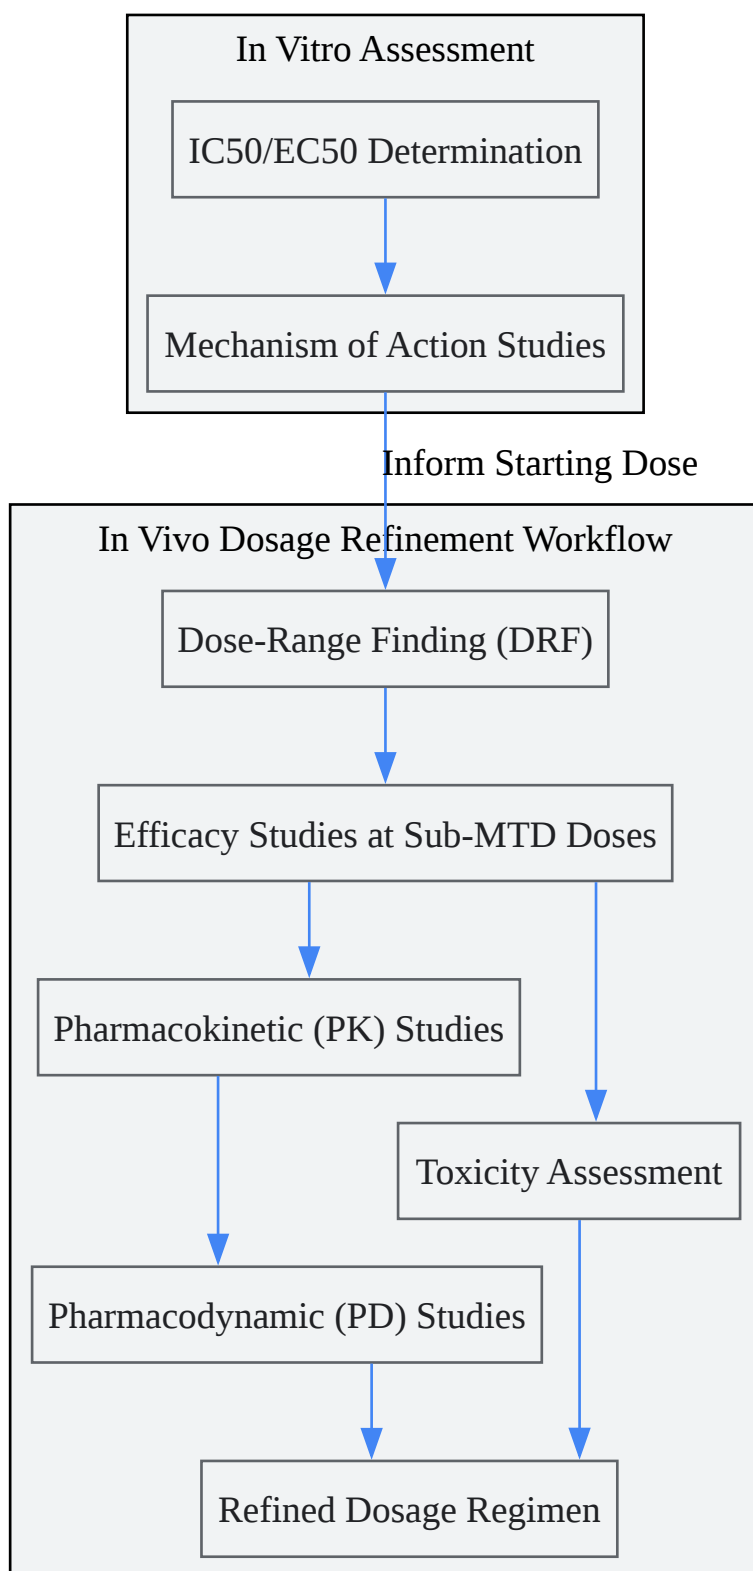 In Vitro Assessment
IC50/EC50 Determination
Mechanism of Action Studies
Inform Starting Dose
In Vivo Dosage Refinement Workflow
Dose-Range Finding (DRF)
Efficacy Studies at Sub-MTD Doses
Pharmacokinetic (PK) Studies
Toxicity Assessment
Pharmacodynamic (PD) Studies
Refined Dosage Regimen